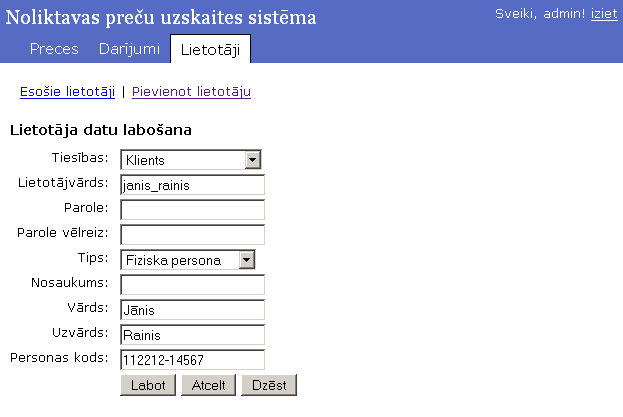 Noliktavas preču uzskaites sistēma
Sveiki, admin! iziet
Preces Darījumi Lietotāji
Esošie lietotāji | Pievienot lietotāju
Lietotāja datu labošana
Tiesības: Klients
Lietotājvārds: janis_rainis
Parole:
Parole vēlreiz:
Tips: Fiziska persona
Nosaukums:
Vārds: Jānis
Uzvārds: Rainis
Personas kods: 112212-14567
Labot Atcelt Dzēst